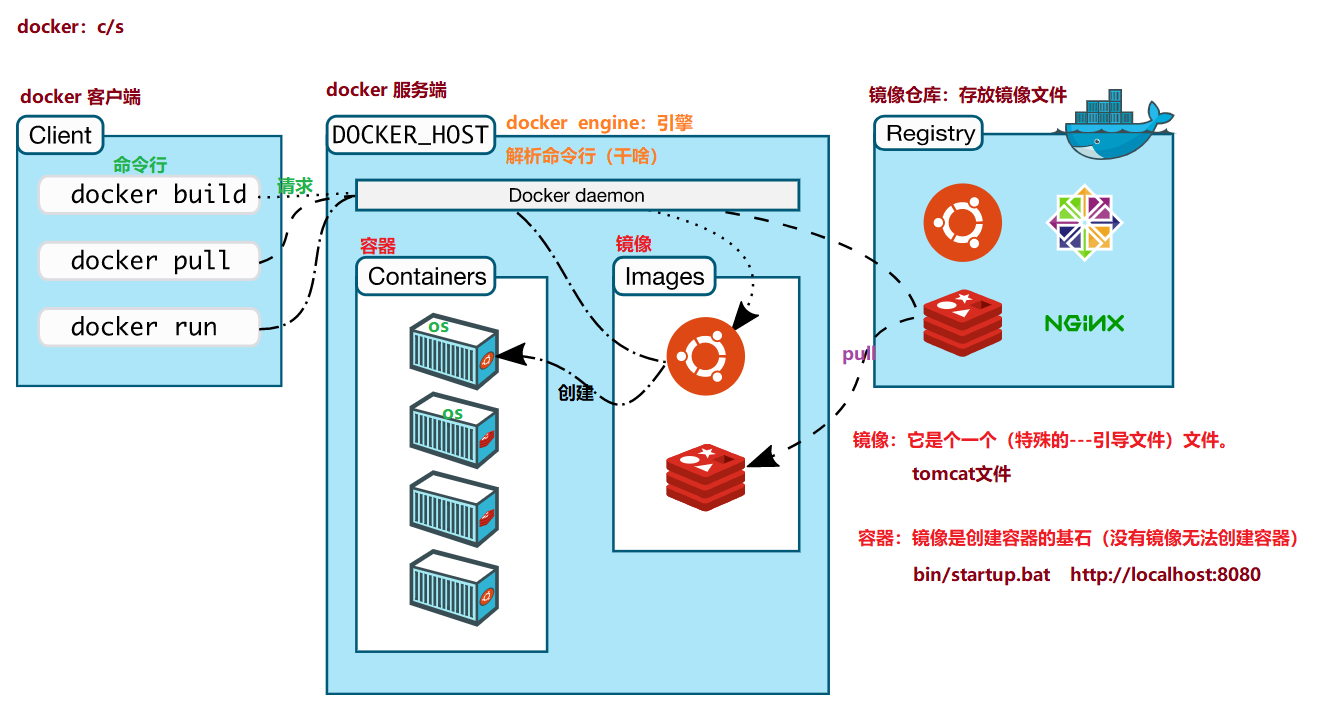 docker：c/s
docker 客户端
Client
命令行
docker build
docker pull
docker run
请求
docker 服务端
DOCKER_HOST
docker engine：引擎
解析命令行（干啥）
Docker daemon
容器
Containers
OS
OS
创建
镜像
Images
镜像仓库：存放镜像文件
Registry
NGINX
pull
镜像：它是个一个（特殊的---引导文件）文件。
tomcat文件
容器：镜像是创建容器的基石（没有镜像无法创建容器）
bin/startup.bat http://localhost:8080